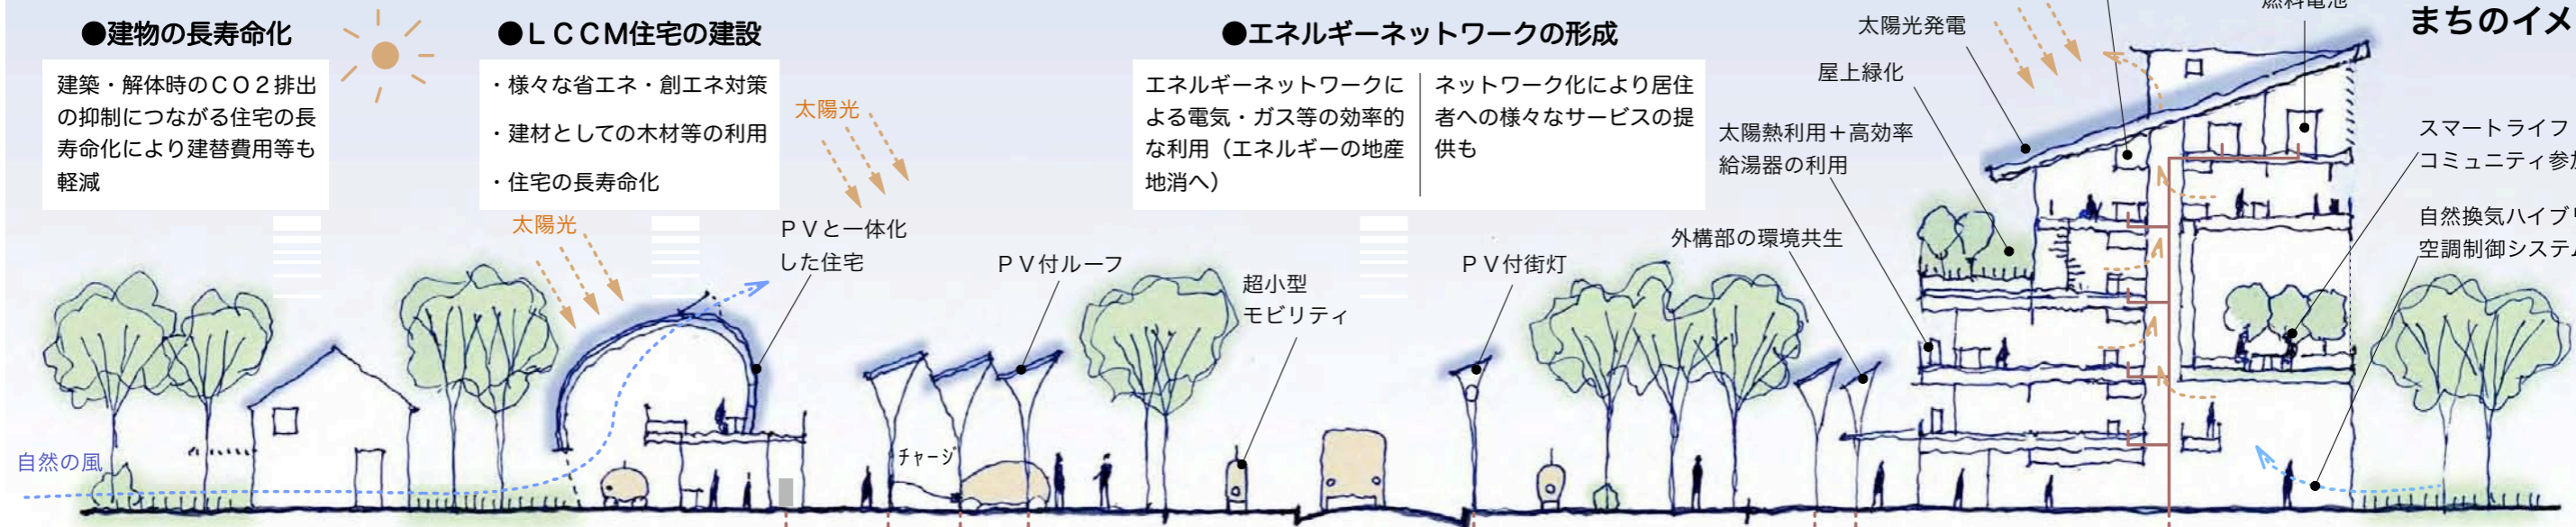 ●建物の長寿命化
建築・解体時のＣＯ２排出
の抑制につながる住宅の長
寿命化により建替費用等も
軽減
●ＬＣＣＭ住宅の建設
・様々な省エネ・創エネ対策
・建材としての木材等の利用
・住宅の長寿命化
太陽光
太陽光
ＰＶと一体化
した住宅
ＰＶ付ルーフ
●エネルギーネットワークの形成
エネルギーネットワークに
よる電気・ガス等の効率的
な利用（エネルギーの地産
地消へ）
ネットワーク化により居住
者への様々なサービスの提
供も
超小型
モビリティ
ＰＶ付街灯
太陽光発電
屋上緑化
太陽熱利用＋高効率
給湯器の利用
外構部の環境共生
燃料電池
まちのイメ
スマートライフ
コミュニティ参
自然換気ハイブ
空調制御システ
自然の風
チャージ